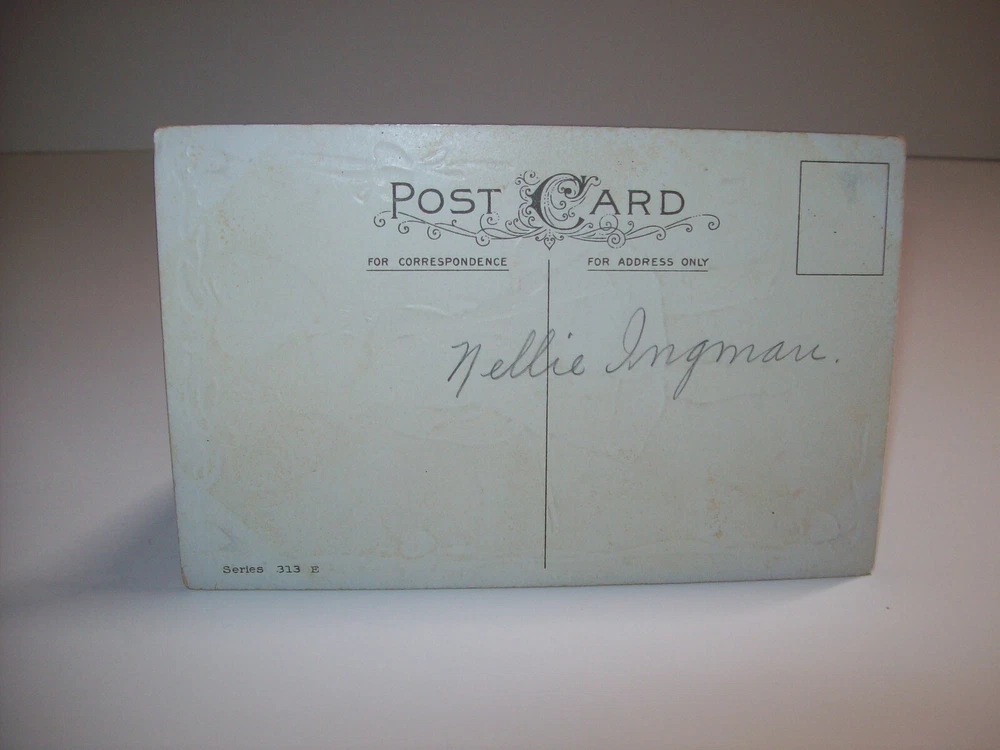 POST CARD
FOR CORRESPONDENCE
FOR ADDRESS ONLY
Nellie Ingman.
Series 313 E